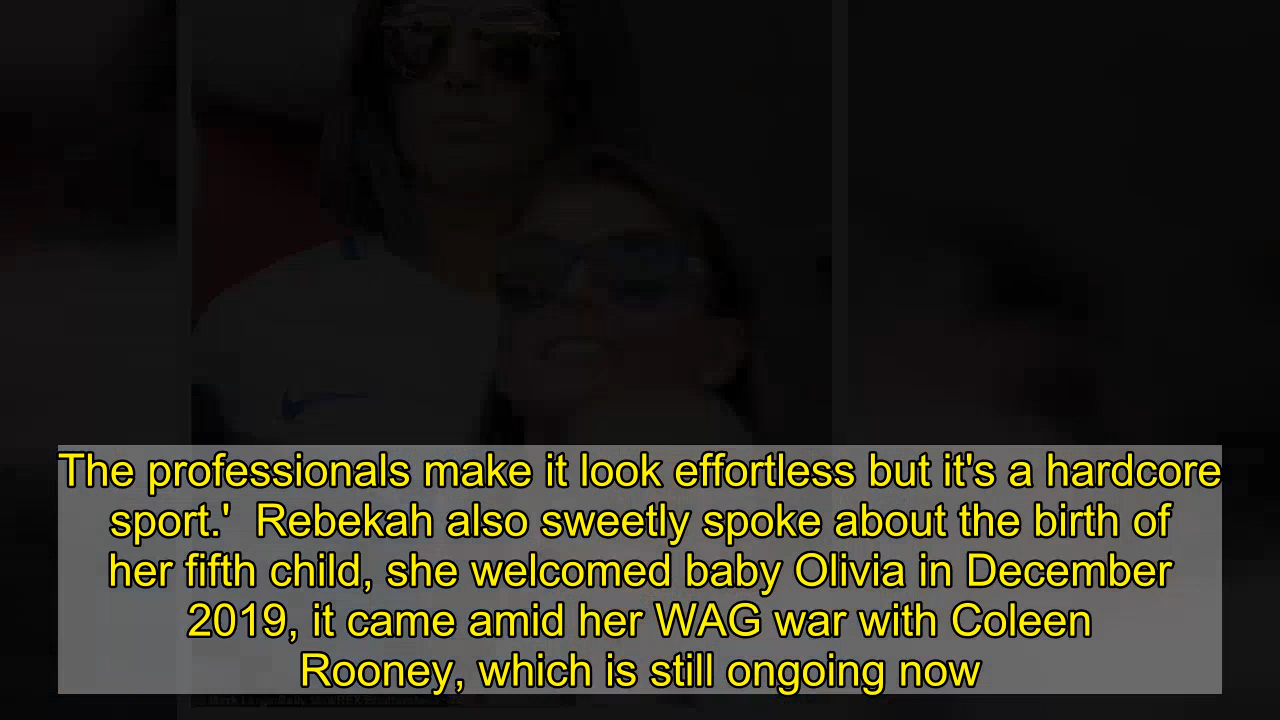 The professionals make it look effortless but it's a hardcore
sport.'  Rebekah also sweetly spoke about the birth of
her fifth child, she welcomed baby Olivia in December
2019, it came amid her WAG war with Coleen
Rooney, which is still ongoing now